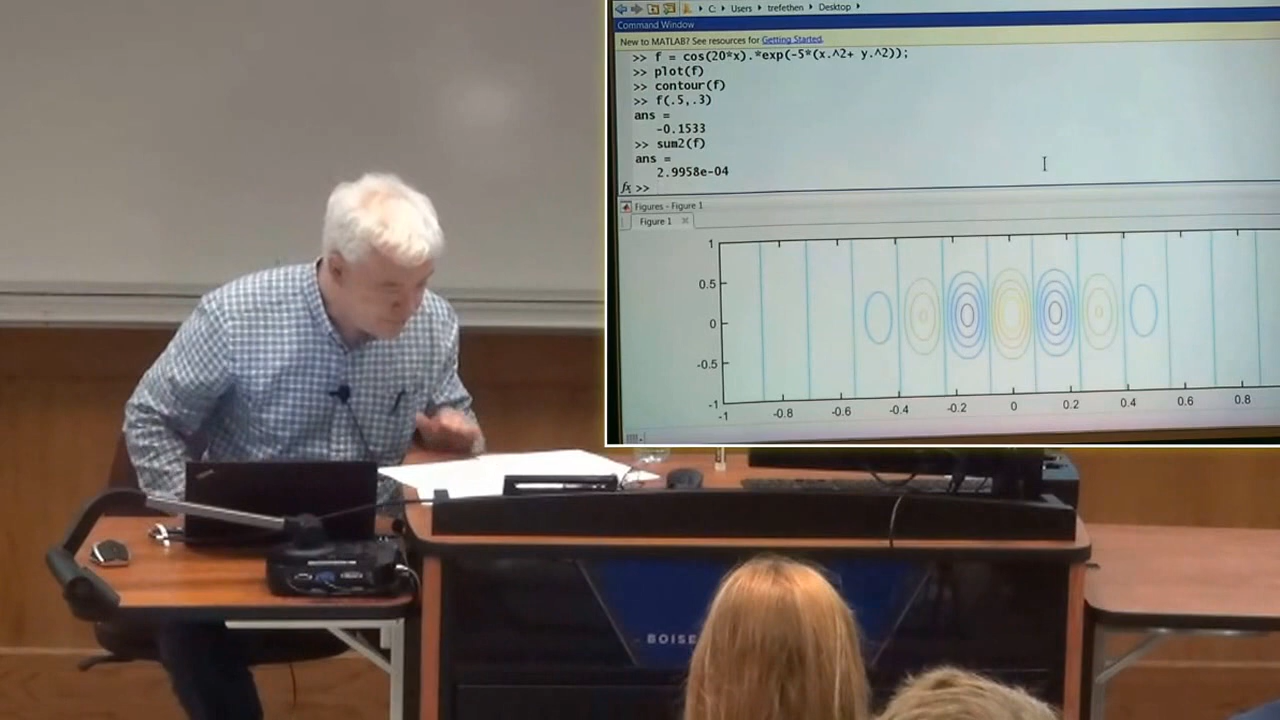 C: Users trefethen Desktop
Command Window
New to MATLAB? See resources for Getting Started.
>> f = cos(20*x).*exp(-5*(x.^2+ y.^2));
>> plot(f)
>> contour(f)
>> f(.5,.3)
ans =
-0.1533
>> sum2(f)
ans =
2.9958e-04
fx >>
Figures - Figure 1
Figure 1
1
0.5
0
-0.5
-1
-1 -0.8 -0.6 -0.4 -0.2 0 0.2 0.4 0.6 0.8
BOISE